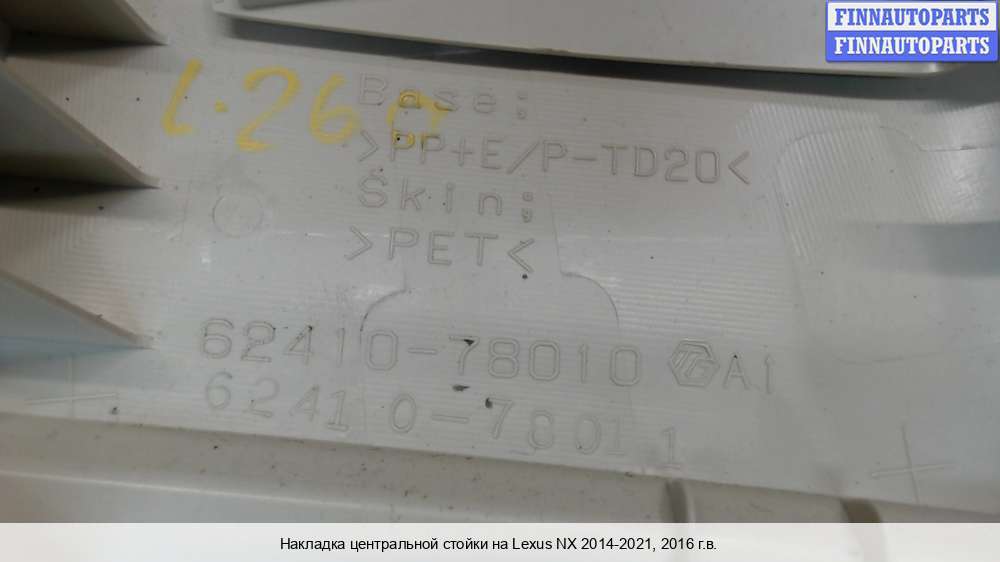 FINNAUTOPARTS
FINNAUTOPARTS
Base;
>PP+E/P-TD20<
Skin;
>PET<
62410-78010 A1
62410-78011
Накладка центральной стойки на Lexus NX 2014-2021, 2016 г.в.